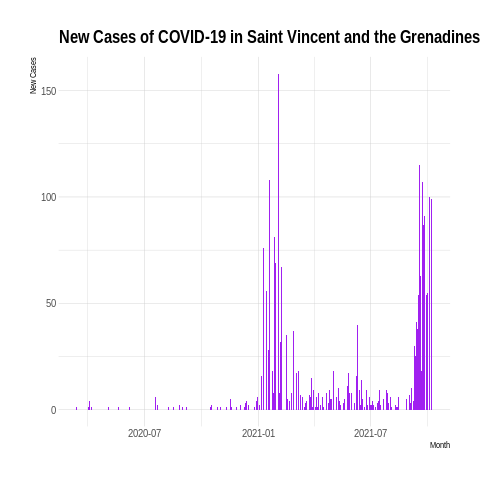 New Cases of COVID-19 in Saint Vincent and the Grenadines
New Cases
150
100
50
0
2020-07 2021-01 2021-07
Month